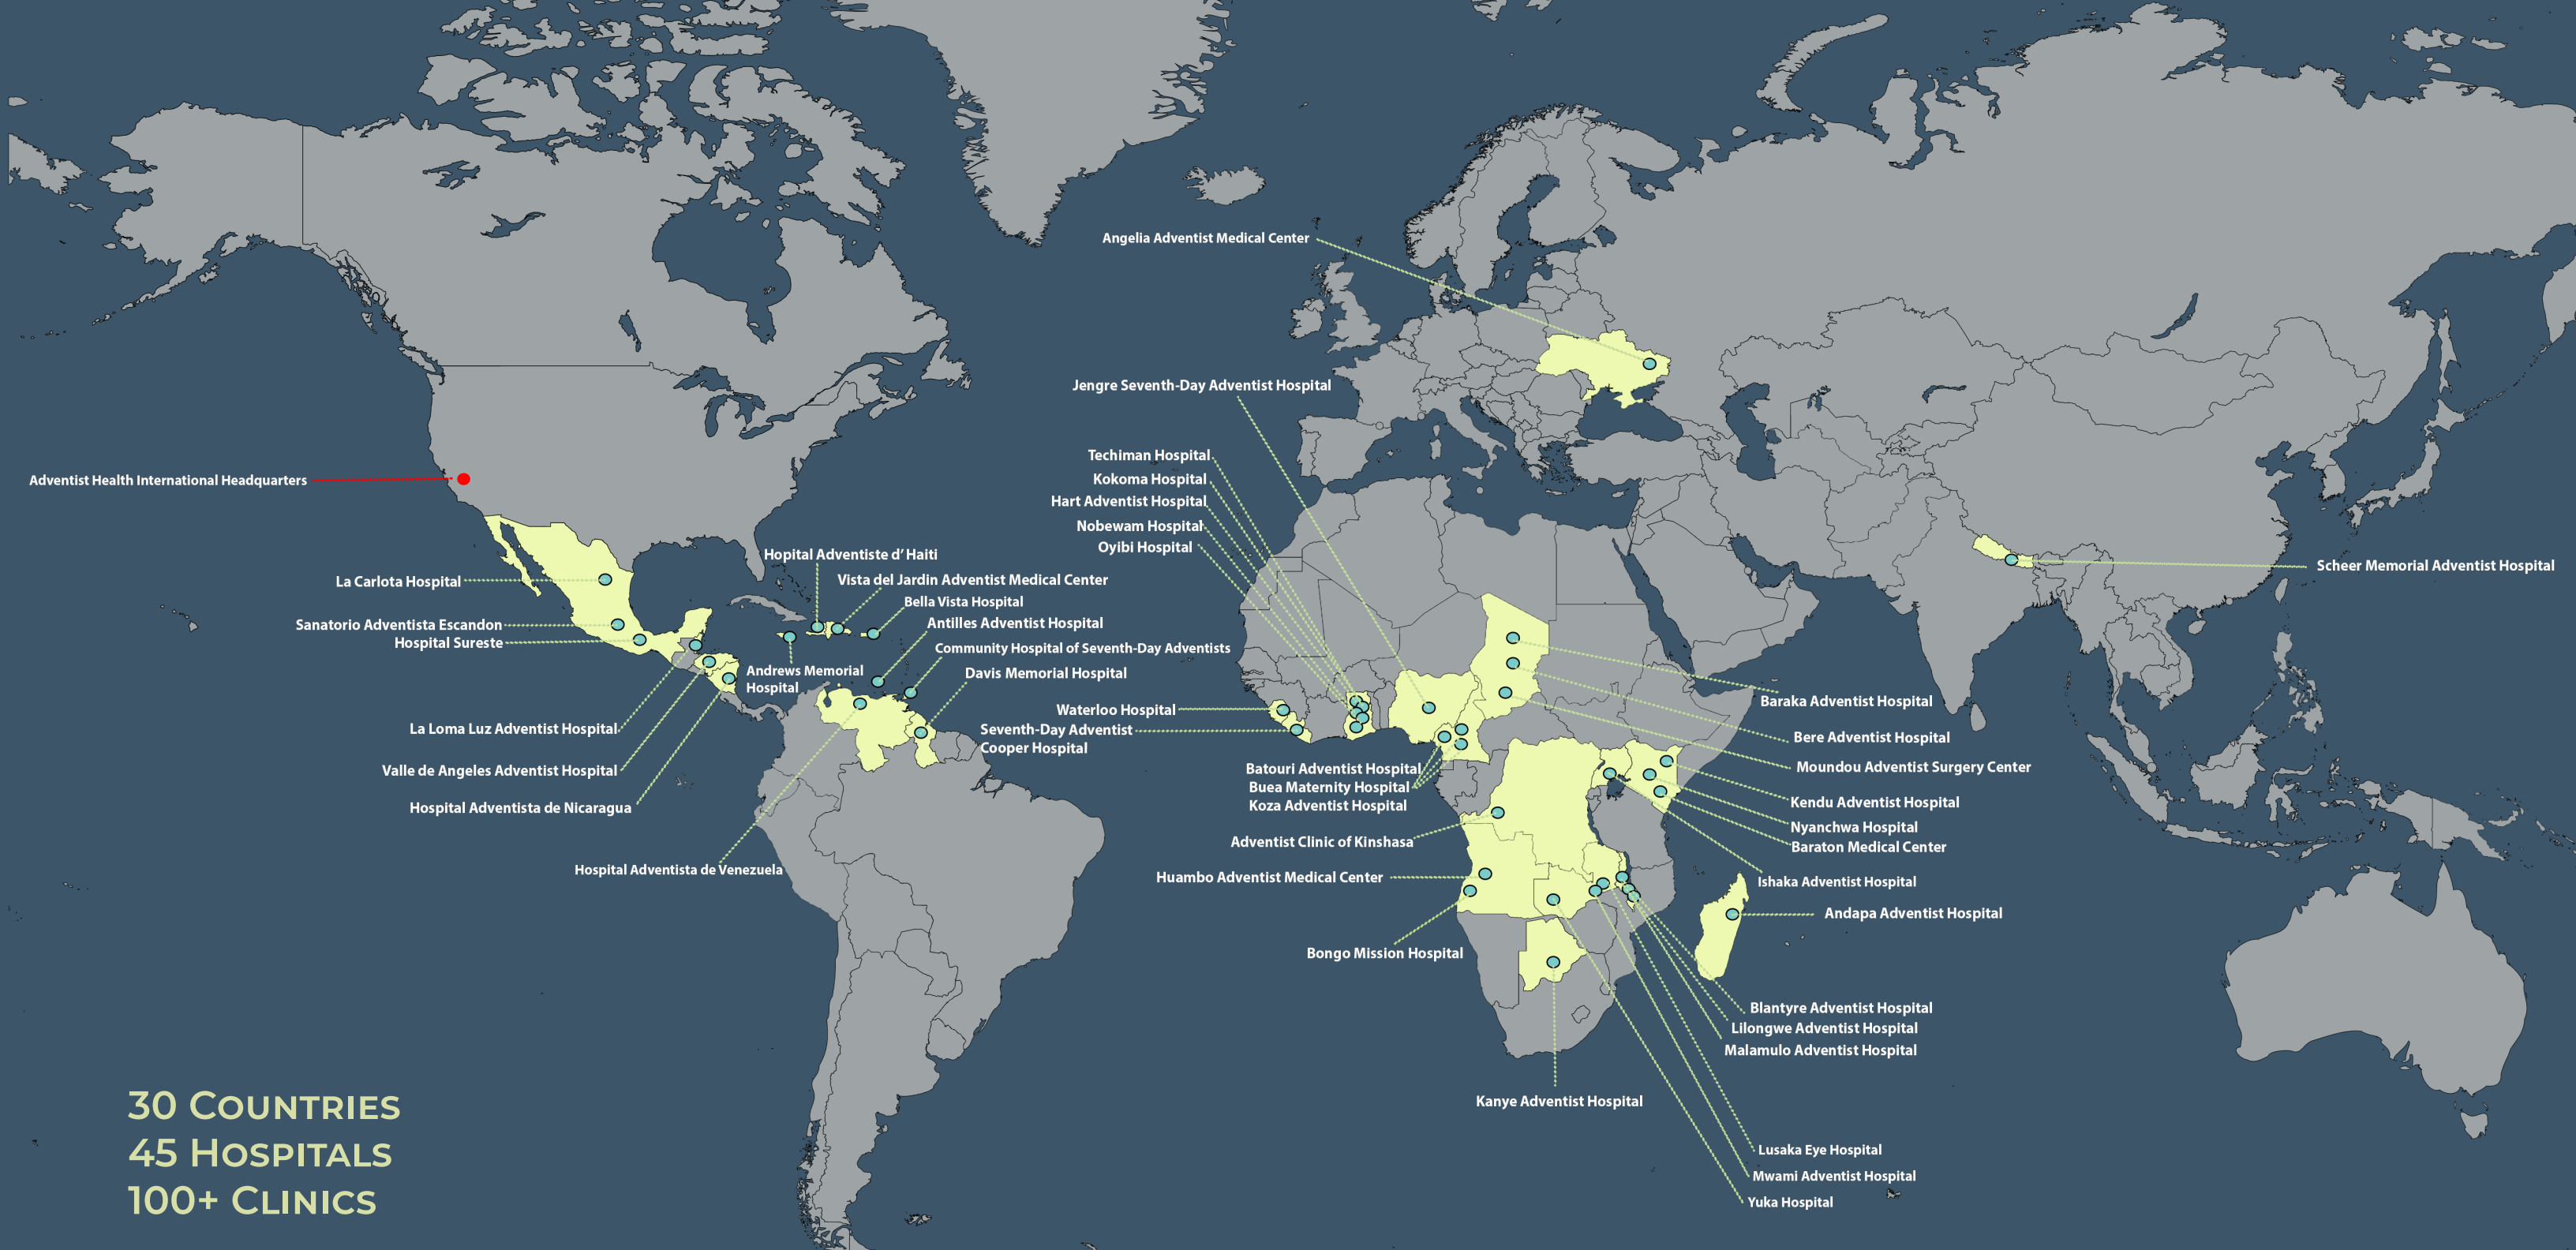 Angelia Adventist Medical Center
Jengre Seventh-Day Adventist Hospital
Techiman Hospital
Kokoma Hospital
Hart Adventist Hospital
Nobewam Hospital
Oyibi Hospital
Adventist Health International Headquarters
La Carlota Hospital
Sanatorio Adventista Escandon
Hospital Sureste
Hopital Adventiste d’ Haiti
Vista del Jardin Adventist Medical Center
Bella Vista Hospital
Antilles Adventist Hospital
Community Hospital of Seventh-Day Adventists
Davis Memorial Hospital
Andrews Memorial
Hospital
La Loma Luz Adventist Hospital
Valle de Angeles Adventist Hospital
Hospital Adventista de Nicaragua
Hospital Adventista de Venezuela
Waterloo Hospital
Seventh-Day Adventist
Cooper Hospital
Batouri Adventist Hospital
Buea Maternity Hospital
Koza Adventist Hospital
Adventist Clinic of Kinshasa
Huambo Adventist Medical Center
Bongo Mission Hospital
Scheer Memorial Adventist Hospital
Baraka Adventist Hospital
Bere Adventist Hospital
Moundou Adventist Surgery Center
Kendu Adventist Hospital
Nyanchwa Hospital
Baraton Medical Center
Ishaka Adventist Hospital
Andapa Adventist Hospital
Blantyre Adventist Hospital
Lilongwe Adventist Hospital
Malamulo Adventist Hospital
Kanye Adventist Hospital
Lusaka Eye Hospital
Mwami Adventist Hospital
Yuka Hospital
30 Countries
45 Hospitals
100+ Clinics